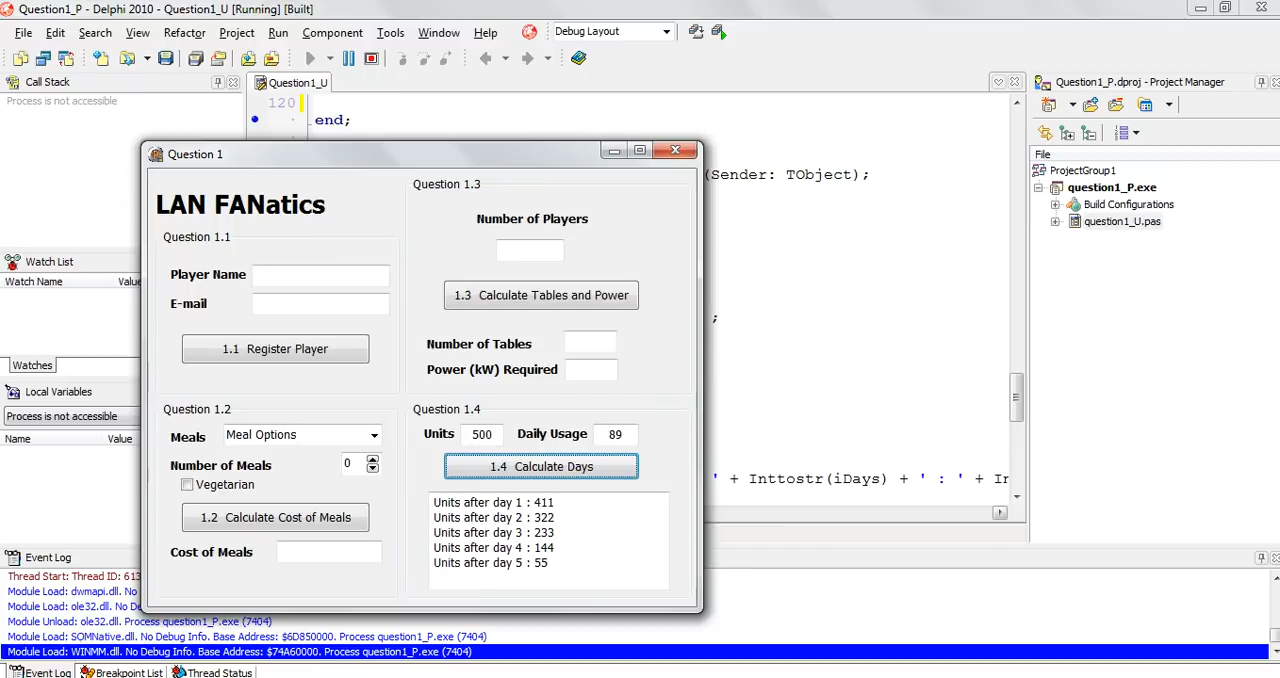 Question1_P - Delphi 2010 - Question1_U [Running] [Built]
File Edit Search View Refactor Project Run Component Tools Window Help Debug Layout
Call Stack
Process is not accessible
Question1_U
120
end;
(Sender: TObject);
;
' + Inttostr(iDays) + ' : ' + In
Watch List
Watch Name Value
Watches
Local Variables
Process is not accessible
Name Value
Question 1
LAN FANatics
Question 1.1
Player Name
E-mail
1.1 Register Player
Question 1.2
Meals Meal Options
Number of Meals 0
Vegetarian
1.2 Calculate Cost of Meals
Cost of Meals
Question 1.3
Number of Players
1.3 Calculate Tables and Power
Number of Tables
Power (kW) Required
Question 1.4
Units 500 Daily Usage 89
1.4 Calculate Days
Units after day 1 : 411
Units after day 2 : 322
Units after day 3 : 233
Units after day 4 : 144
Units after day 5 : 55
Question1_P.dproj - Project Manager
File
ProjectGroup1
question1_P.exe
Build Configurations
question1_U.pas
Event Log
Thread Start: Thread ID: 613
Module Load: dwmapi.dll. No Deb
Module Load: ole32.dll. No Debug
Module Unload: ole32.dll. Process question1_P.exe (7404)
Module Load: SOMNative.dll. No Debug Info. Base Address: $6D850000. Process question1_P.exe (7404)
Module Load: WINMM.dll. No Debug Info. Base Address: $74A60000. Process question1_P.exe (7404)
Event Log Breakpoint List Thread Status